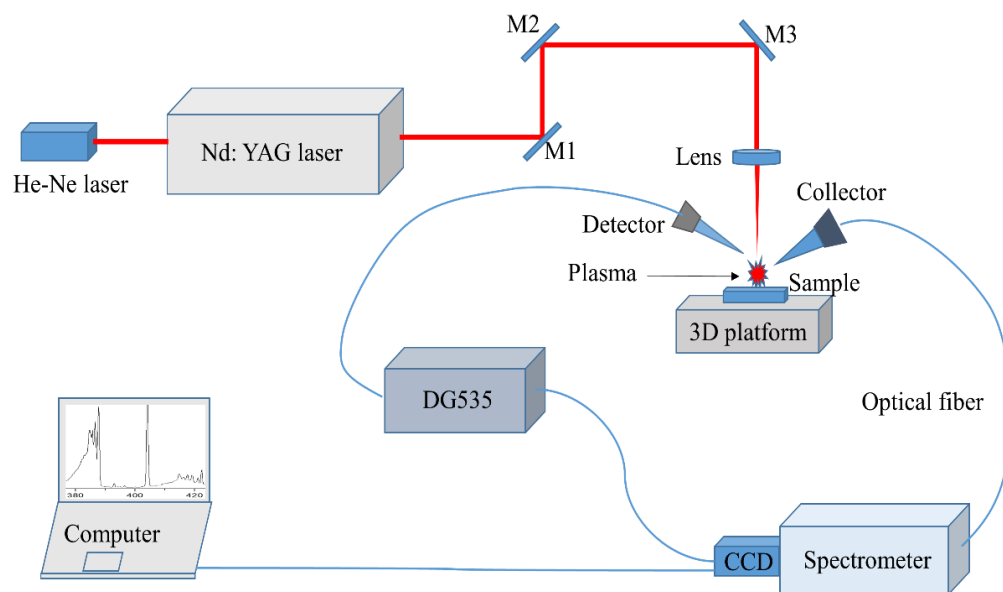 M2
M3
Nd: YAG laser
M1
He-Ne laser
Lens
Collector
Detector
Plasma
Sample
3D platform
DG535
Optical fiber
380
400
420
Computer
CCD
Spectrometer